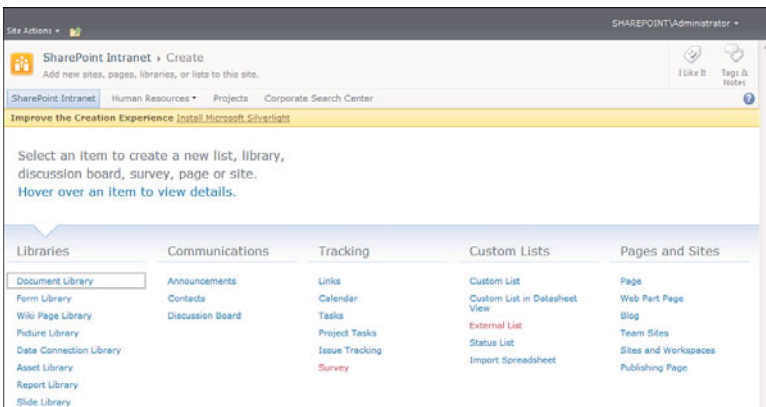 SHAREPOINT\Administrator
Site Actions
SharePoint Intranet › Create
Add new sites, pages, libraries, or lists to this site.
I Like It
Tags & Notes
SharePoint Intranet Human Resources Projects Corporate Search Center
Improve the Creation Experience Install Microsoft Silverlight
Select an item to create a new list, library,
discussion board, survey, page or site.
Hover over an item to view details.
Libraries
Document Library
Form Library
Wiki Page Library
Picture Library
Data Connection Library
Asset Library
Report Library
Slide Library
Communications
Announcements
Contacts
Discussion Board
Tracking
Links
Calendar
Tasks
Project Tasks
Issue Tracking
Survey
Custom Lists
Custom List
Custom List in Datasheet
View
External List
Status List
Import Spreadsheet
Pages and Sites
Page
Web Part Page
Blog
Team Sites
Sites and Workspaces
Publishing Page